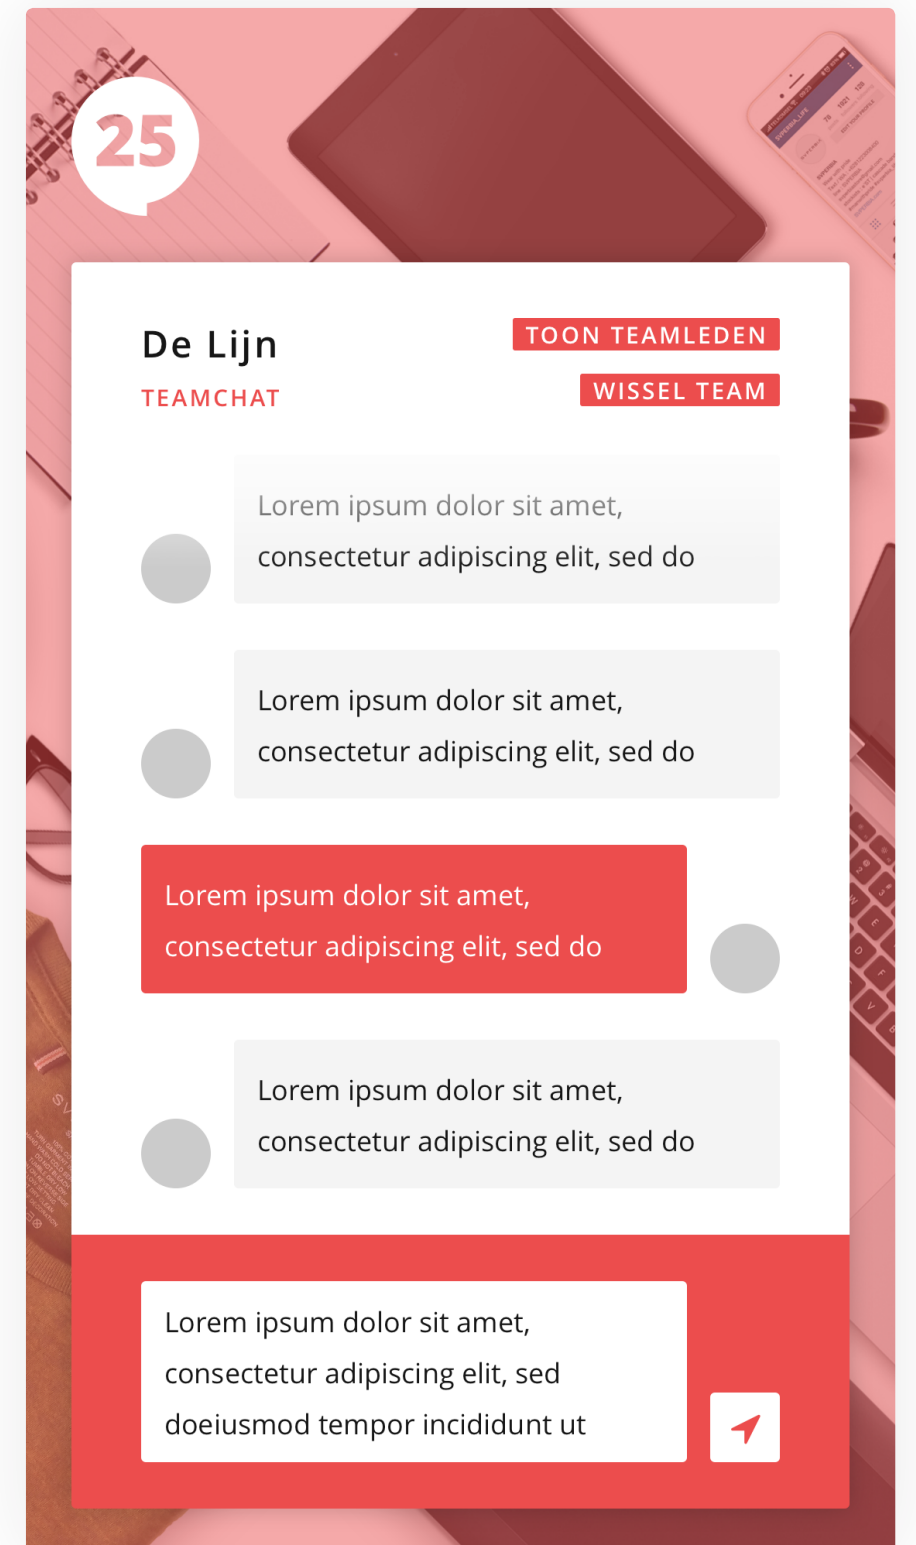 25
De Lijn
TEAMCHAT
TOON TEAMLEDEN
WISSEL TEAM
Lorem ipsum dolor sit amet,
consectetur adipiscing elit, sed do
Lorem ipsum dolor sit amet,
consectetur adipiscing elit, sed do
Lorem ipsum dolor sit amet,
consectetur adipiscing elit, sed do
Lorem ipsum dolor sit amet,
consectetur adipiscing elit, sed do
Lorem ipsum dolor sit amet,
consectetur adipiscing elit, sed
doeiusmod tempor incididunt ut